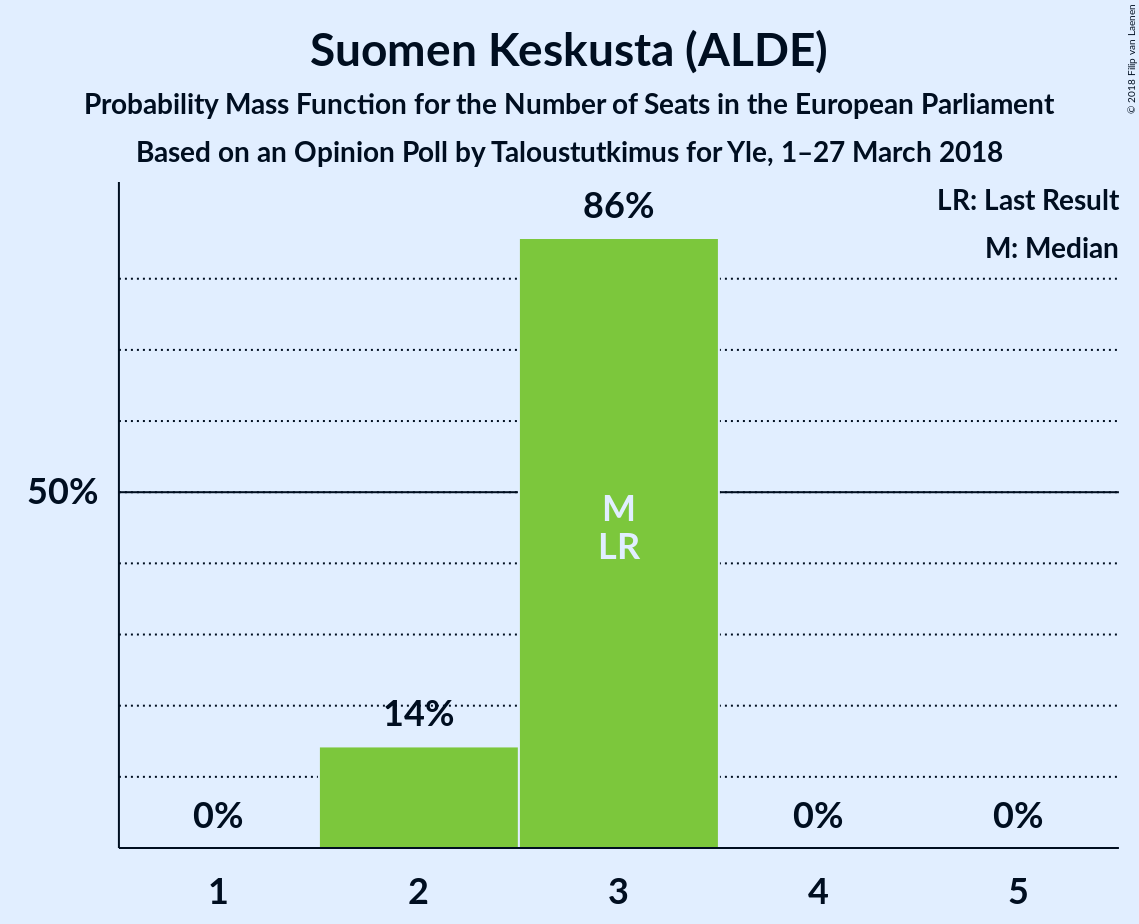 Suomen Keskusta (ALDE)
Probability Mass Function for the Number of Seats in the European Parliament
Based on an Opinion Poll by Taloustutkimus for Yle, 1–27 March 2018
© 2018 Filip van Laenen
LR: Last Result
M: Median
86%
50%
M
LR
14%
0%
0%
0%
1
2
3
4
5